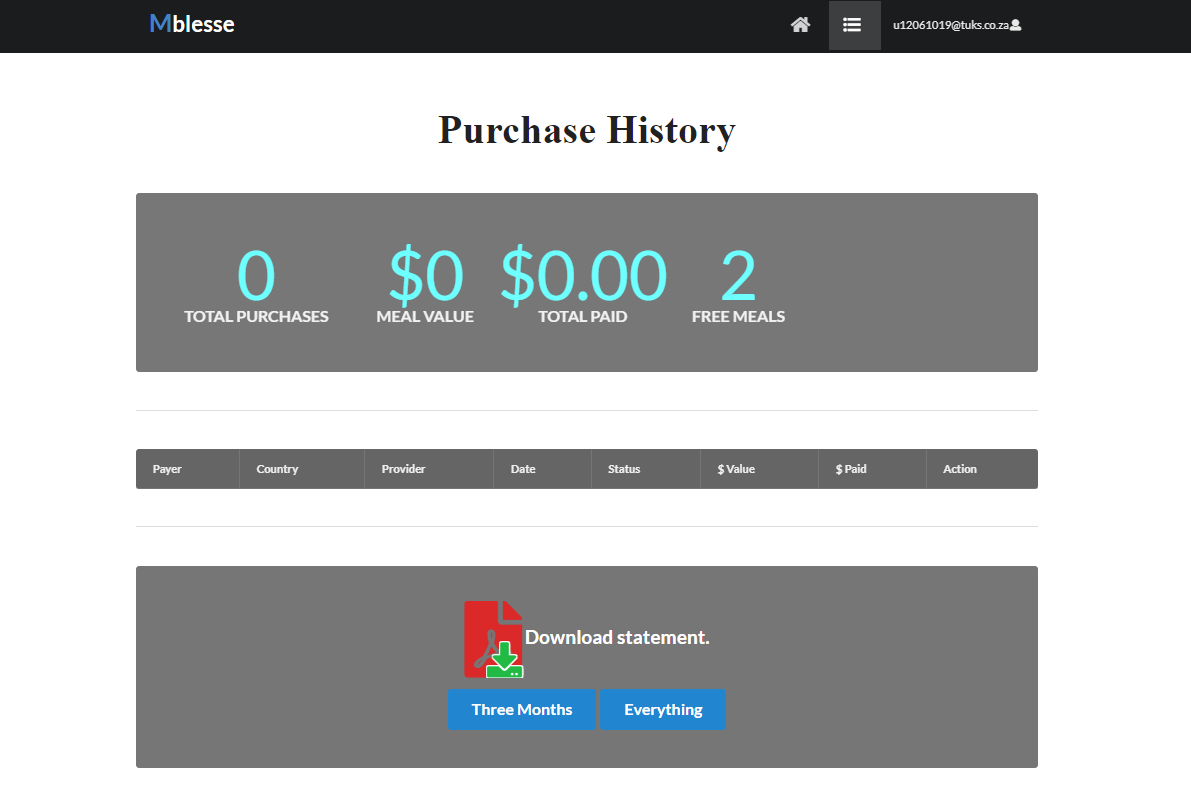 Mblesse
u12061019@tuks.co.za
Purchase History
0 $0 $0.00 2
TOTAL PURCHASES MEAL VALUE TOTAL PAID FREE MEALS
Payer Country Provider Date Status $ Value $ Paid Action
Download statement.
Three Months Everything